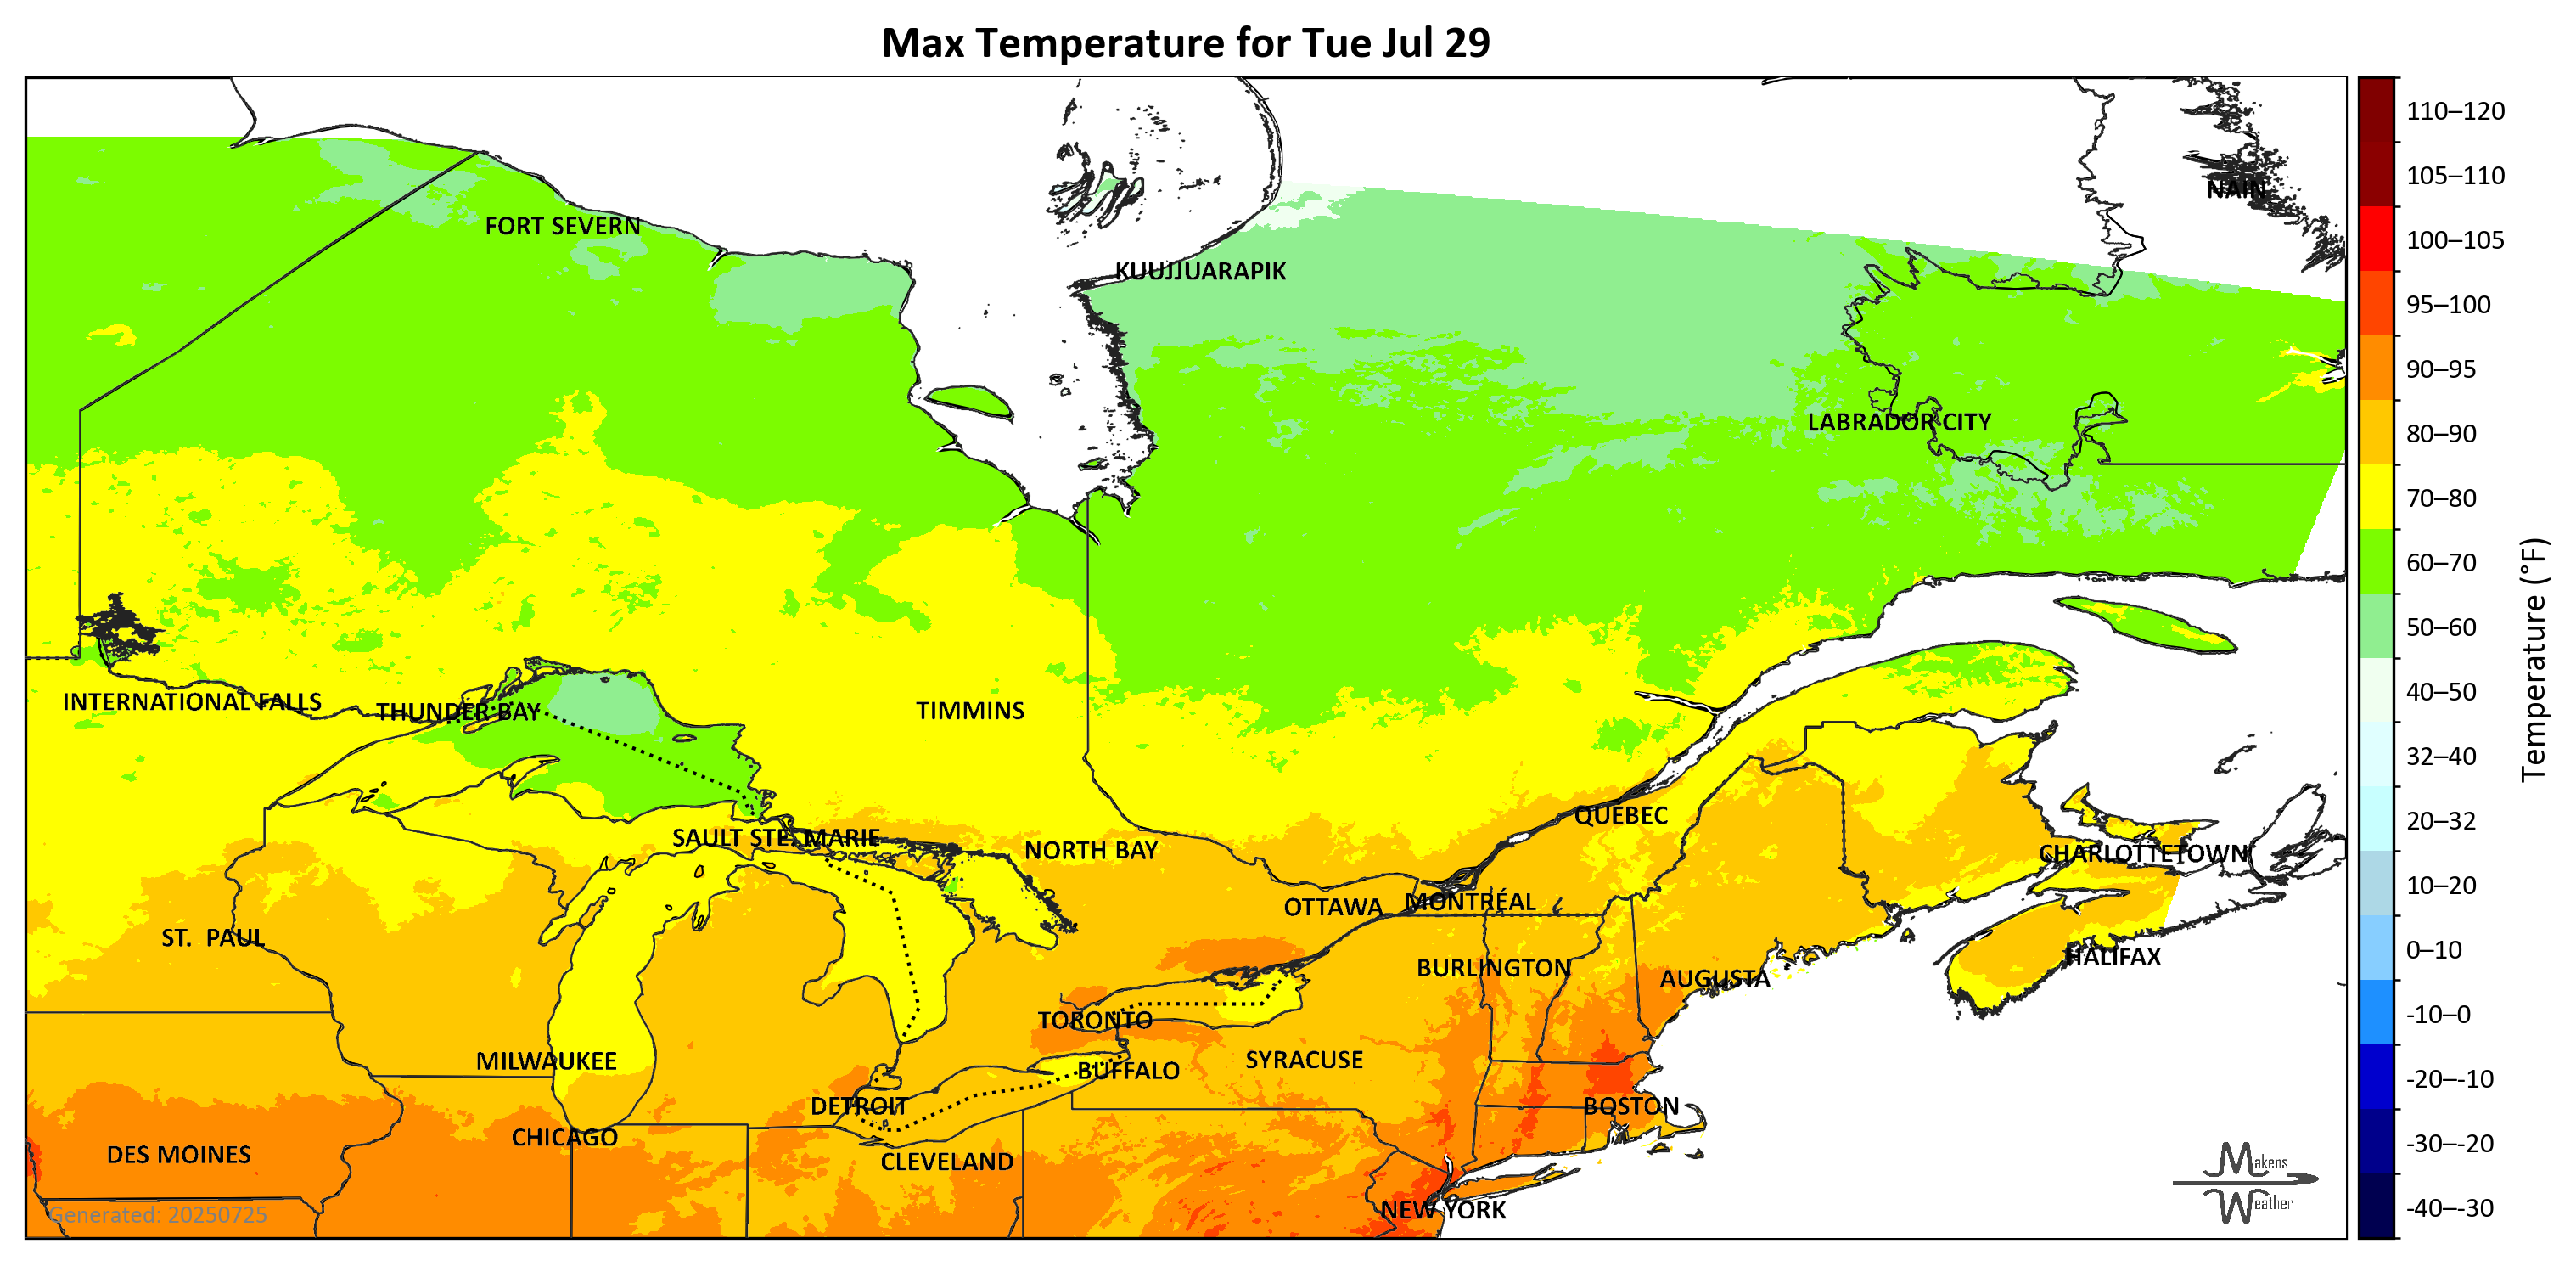 Max Temperature for Tue Jul 29
NAIN
FORT SEVERN
KUUJJUARAPIK
LABRADOR CITY
INTERNATIONAL FALLS
THUNDER BAY
TIMMINS
QUEBEC
SAULT STE. MARIE
NORTH BAY
CHARLOTTETOWN
OTTAWA
MONTRÉAL
ST. PAUL
HALIFAX
BURLINGTON
AUGUSTA
TORONTO
MILWAUKEE
SYRACUSE
BUFFALO
DETROIT
BOSTON
CHICAGO
DES MOINES
CLEVELAND
NEW YORK
Generated: 20250725
Makens
Weather
110–120
105–110
100–105
95–100
90–95
80–90
70–80
60–70
50–60
40–50
32–40
20–32
10–20
0–10
-10–0
-20–-10
-30–-20
-40–-30
Temperature (°F)